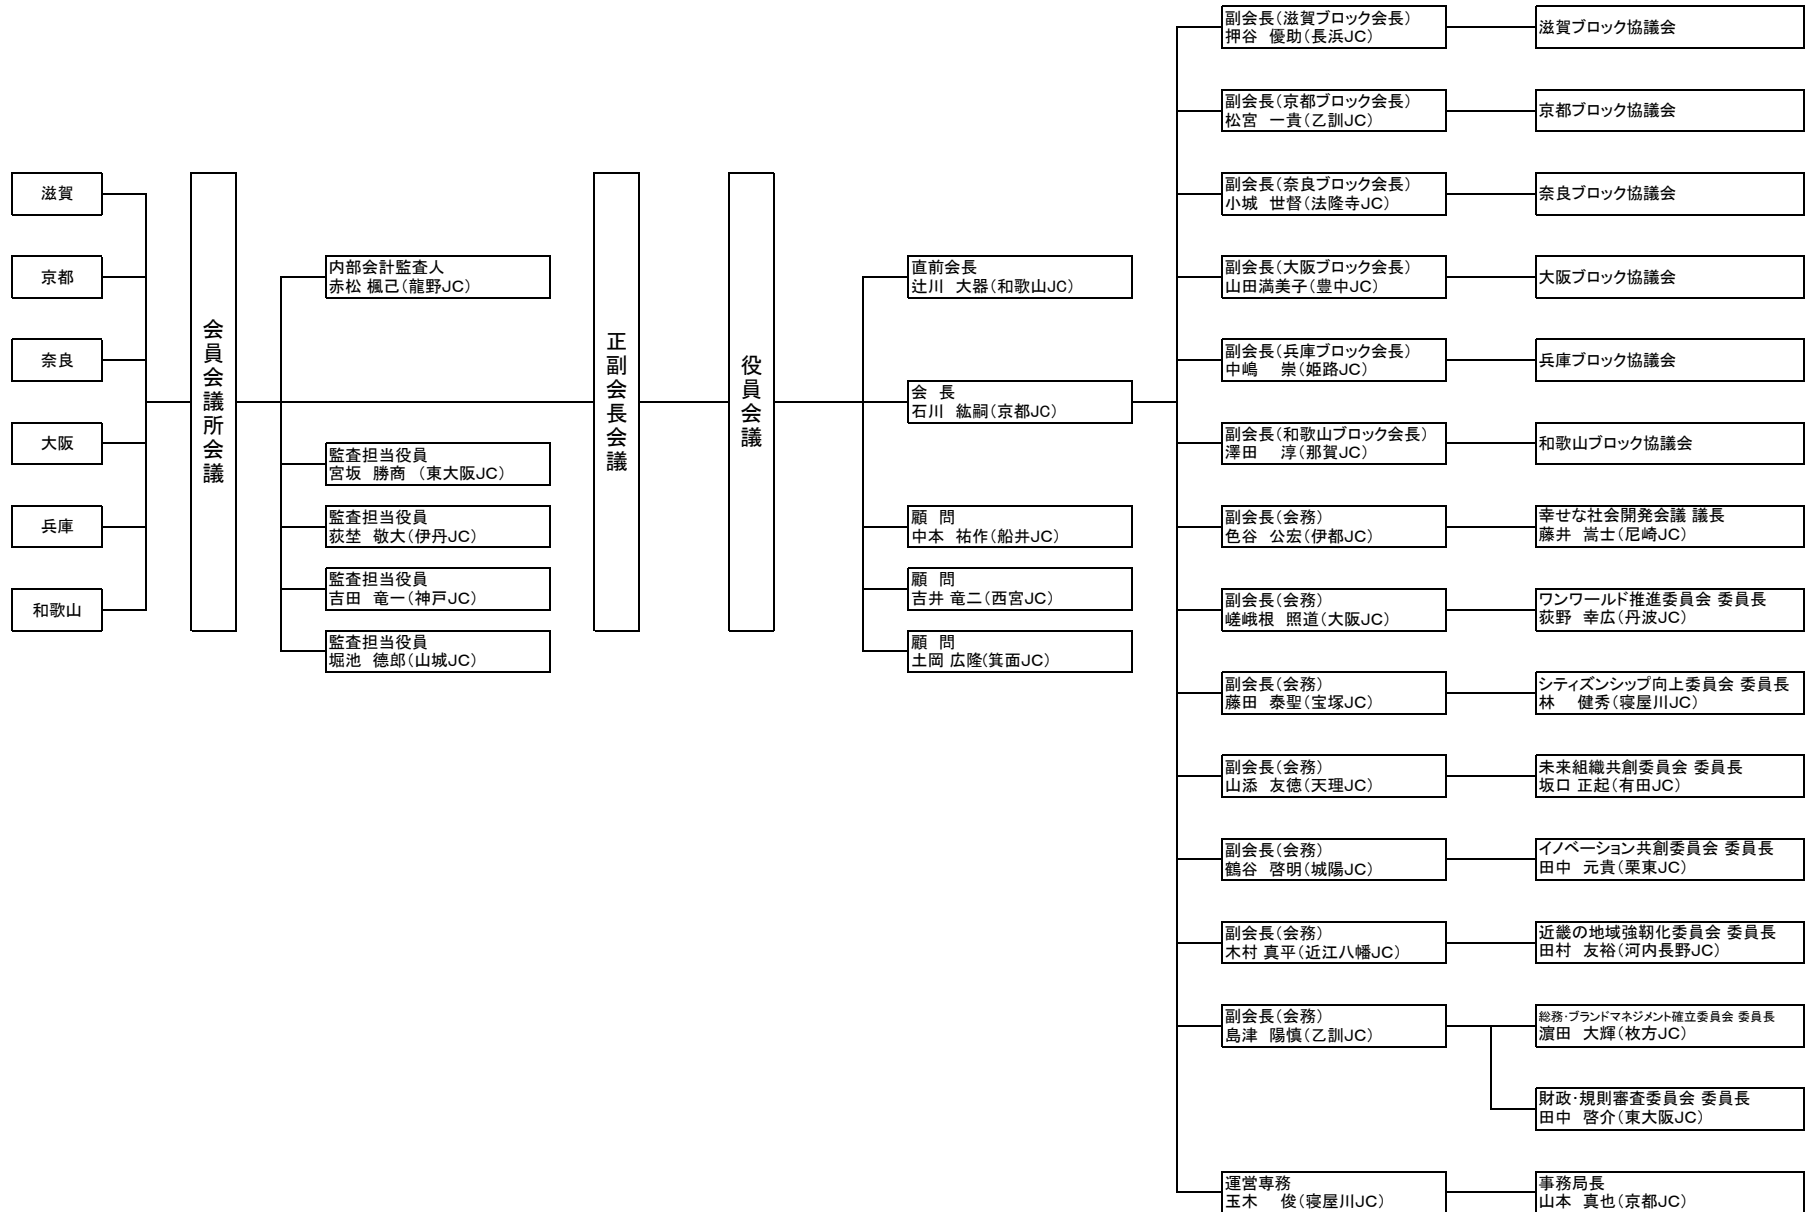 滋賀
京都
奈良
大阪
兵庫
和歌山
会員会議所会議
内部会計監査人
赤松 楓己(龍野JC)
監査担当役員
宮坂　勝商　(東大阪JC)
監査担当役員
荻埜　敬大(伊丹JC)
監査担当役員
吉田　竜一(神戸JC)
監査担当役員
堀池　德郎(山城JC)
正副会長会議
役員会議
直前会長
辻川　大器(和歌山JC)
会　長
石川　紘嗣(京都JC)
顧　問
中本　祐作(船井JC)
顧　問
吉井 竜二(西宮JC)
顧　問
土岡 広隆(箕面JC)
副会長(滋賀ブロック会長)
押谷　優助(長浜JC)
滋賀ブロック協議会
副会長(京都ブロック会長)
松宮　一貴(乙訓JC)
京都ブロック協議会
副会長(奈良ブロック会長)
小城　世督(法隆寺JC)
奈良ブロック協議会
副会長(大阪ブロック会長)
山田満美子(豊中JC)
大阪ブロック協議会
副会長(兵庫ブロック会長)
中嶋　　崇(姫路JC)
兵庫ブロック協議会
副会長(和歌山ブロック会長)
澤田　　淳(那賀JC)
和歌山ブロック協議会
副会長(会務)
色谷　公宏(伊都JC)
幸せな社会開発会議 議長
藤井　嵩士(尼崎JC)
副会長(会務)
嵯峨根　照道(大阪JC)
ワンワールド推進委員会 委員長
荻野　幸広(丹波JC)
副会長(会務)
藤田　泰聖(宝塚JC)
シティズンシップ向上委員会 委員長
林　　健秀(寝屋川JC)
副会長(会務)
山添　友徳(天理JC)
未来組織共創委員会 委員長
坂口 正起(有田JC)
副会長(会務)
鶴谷　啓明(城陽JC)
イノベーション共創委員会 委員長
田中　元貴(栗東JC)
副会長(会務)
木村 真平(近江八幡JC)
近畿の地域強靭化委員会 委員長
田村　友裕(河内長野JC)
副会長(会務)
島津　陽慎(乙訓JC)
総務･ブランドマネジメント確立委員会 委員長
濵田　大輝(枚方JC)
財政･規則審査委員会 委員長
田中　啓介(東大阪JC)
運営専務
玉木　　俊(寝屋川JC)
事務局長
山本　真也(京都JC)